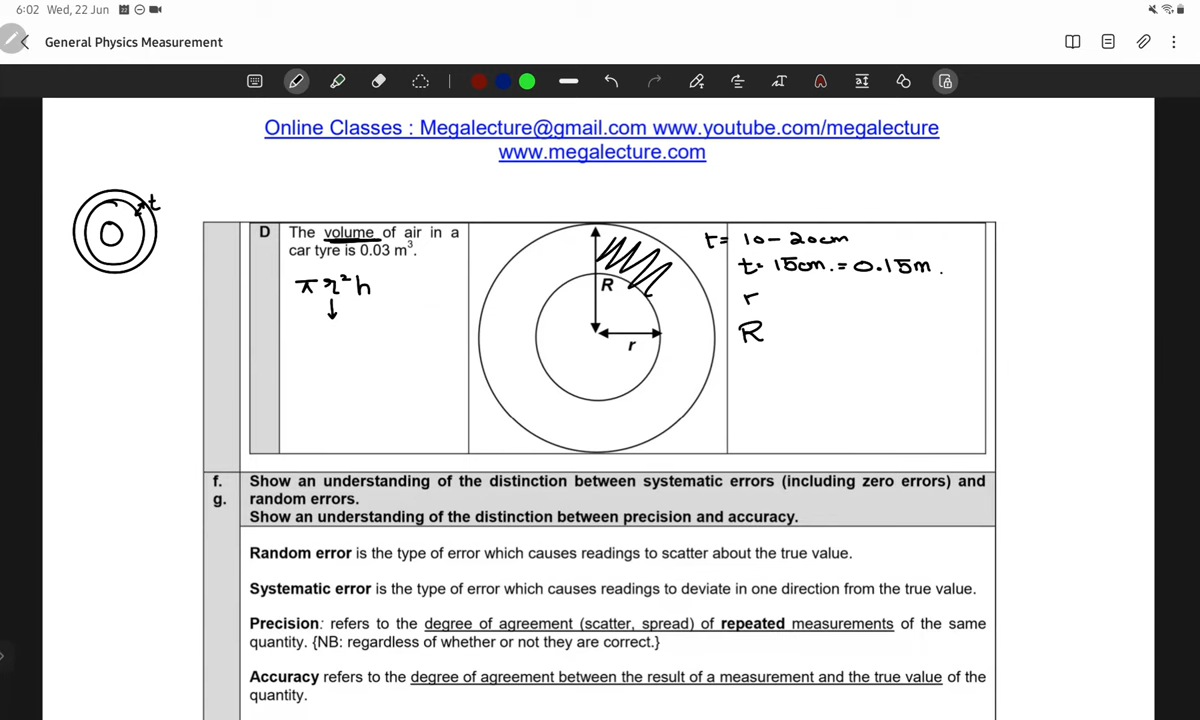 6:02 Wed, 22 Jun
General Physics Measurement
Online Classes : Megalecture@gmail.com www.youtube.com/megalecture
www.megalecture.com
t
D The volume of air in a
car tyre is 0.03 m³.
πr²h
R
r
t= 10-20cm
t= 15cm. = 0.15m.
r
R
f. Show an understanding of the distinction between systematic errors (including zero errors) and
g. random errors.
Show an understanding of the distinction between precision and accuracy.
Random error is the type of error which causes readings to scatter about the true value.
Systematic error is the type of error which causes readings to deviate in one direction from the true value.
Precision: refers to the degree of agreement (scatter, spread) of repeated measurements of the same
quantity. {NB: regardless of whether or not they are correct.}
Accuracy refers to the degree of agreement between the result of a measurement and the true value of the
quantity.